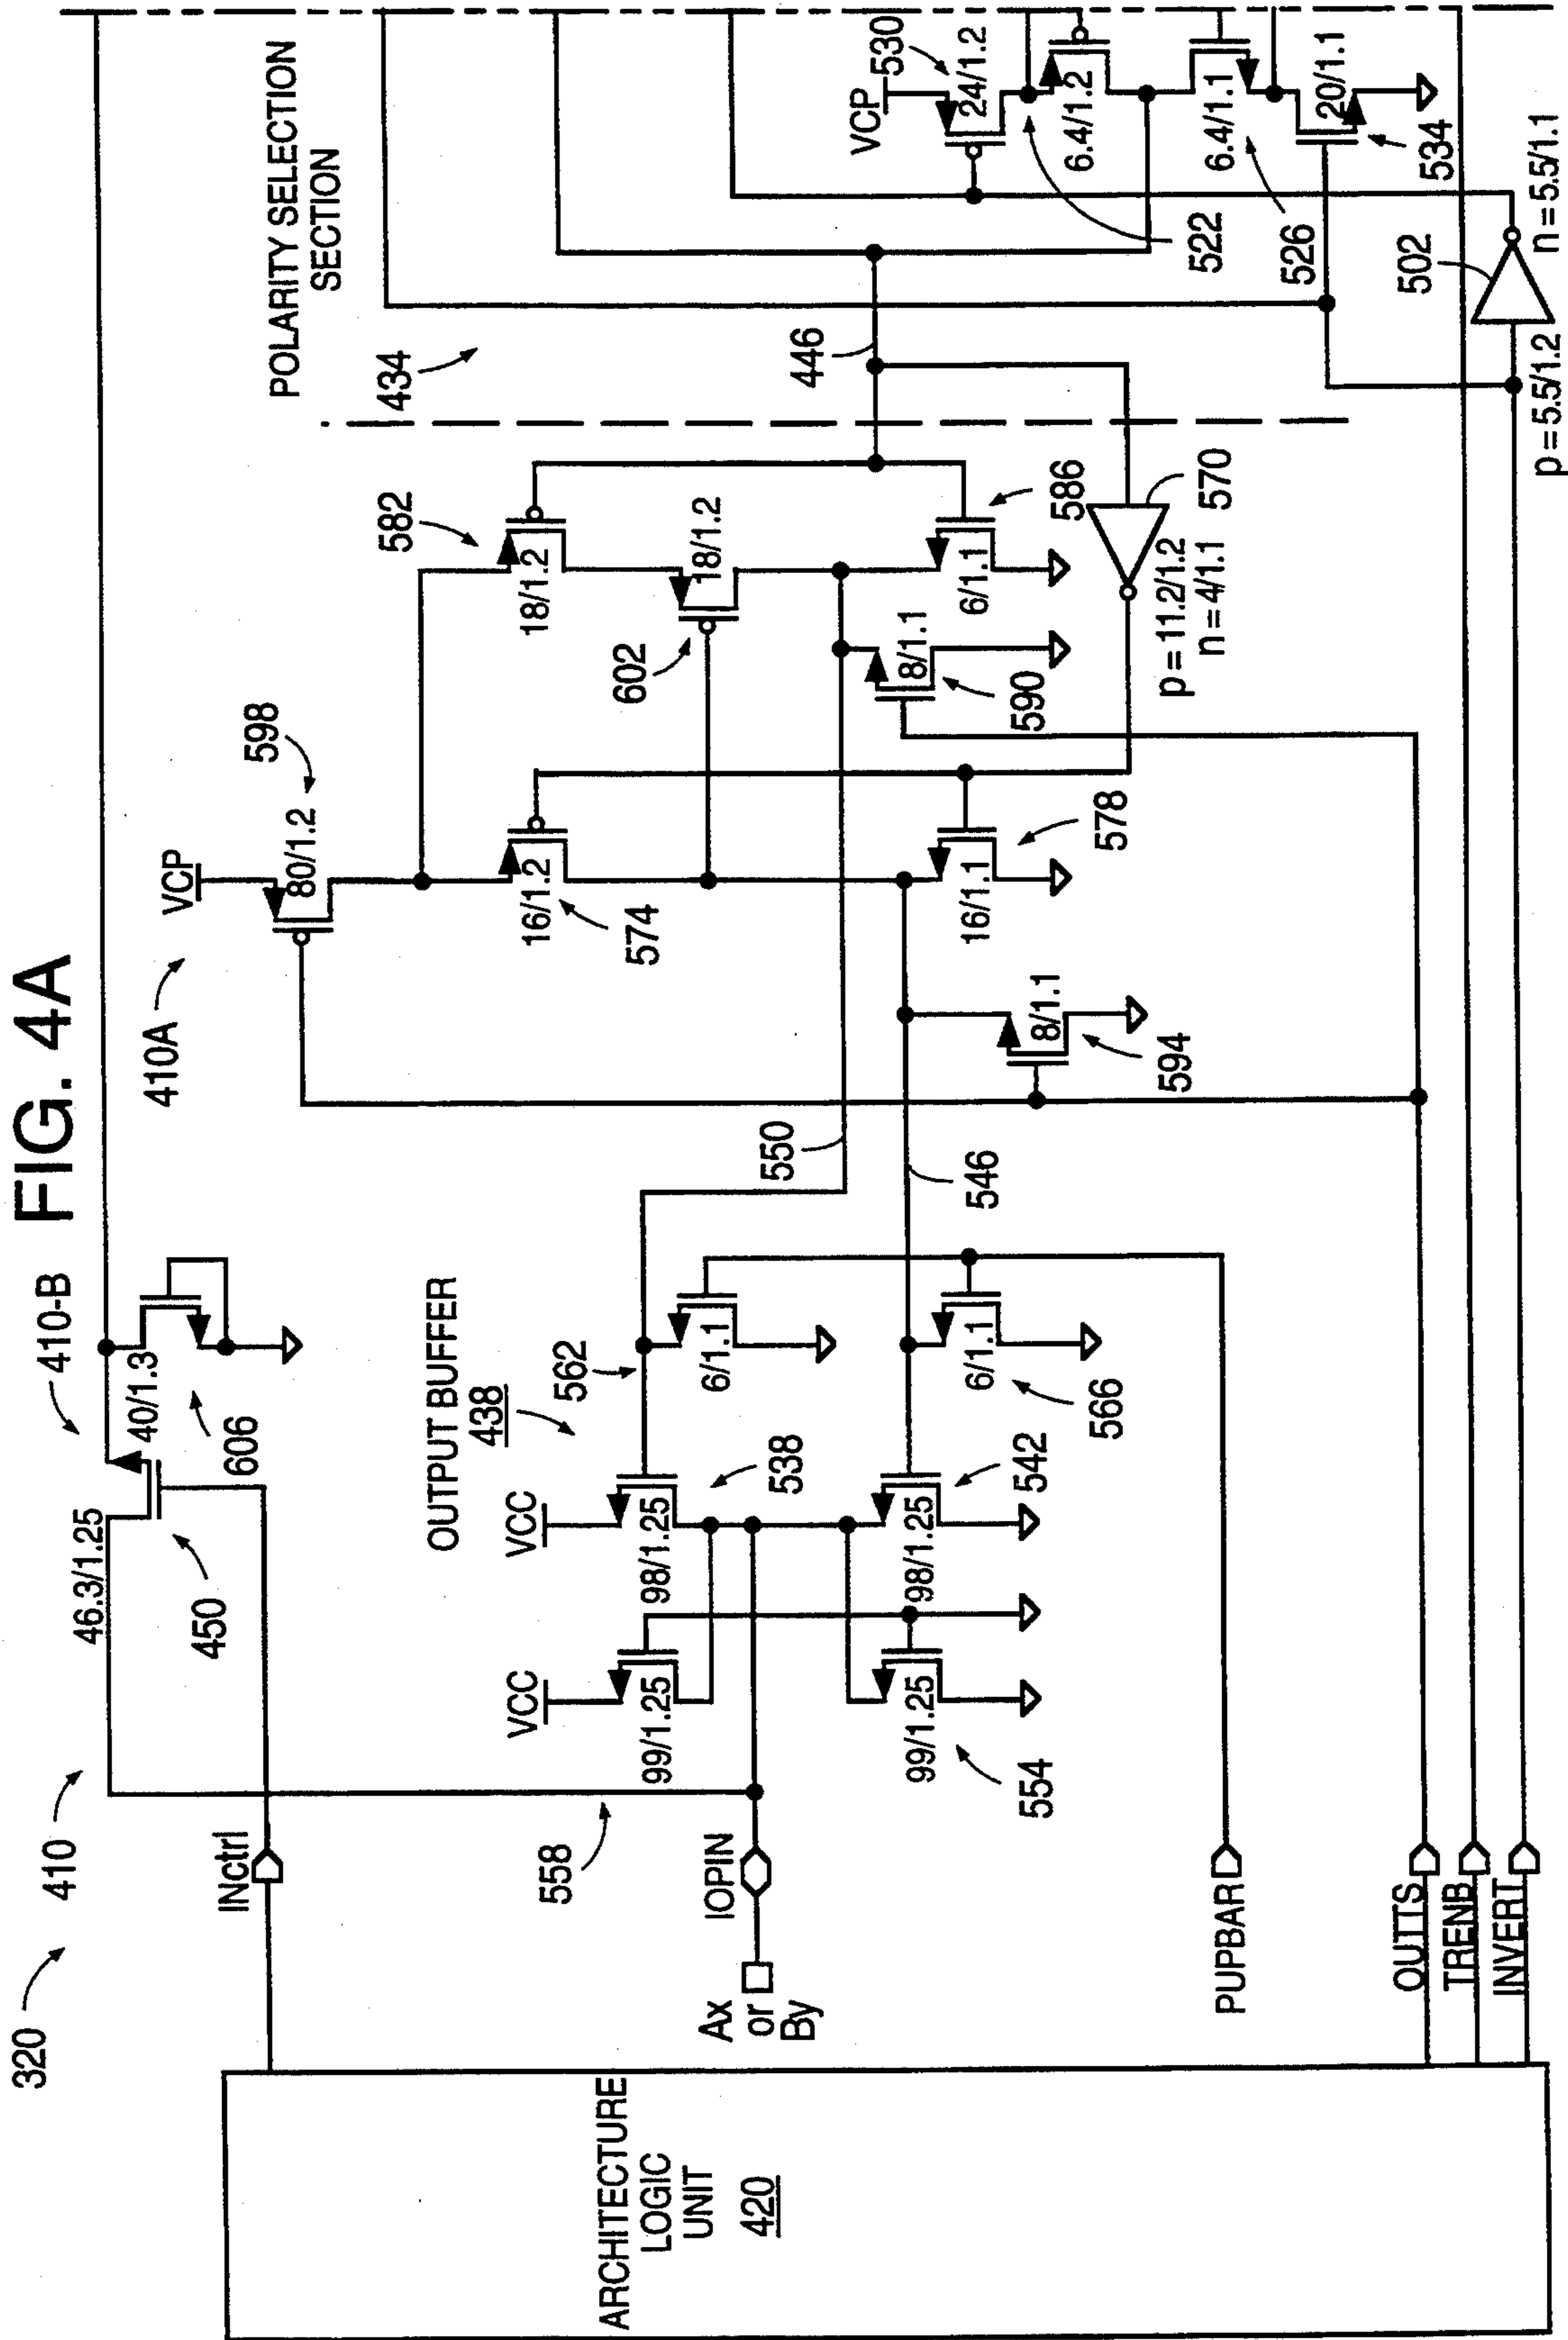 FIG. 4A
320
410
410-B
410A
46.3/1.25
450
40/1.3
606
INctrl
558
IOPIN
Ax
or
By
PUPBAR
OUTTS
TRENB
INVERT
ARCHITECTURE
LOGIC
UNIT
420
OUTPUT BUFFER
438
562
VCC
98/1.25
538
VCC
99/1.25
98/1.25
542
99/1.25
554
6/1.1
6/1.1
566
550
546
VCP
80/1.2
598
16/1.2
574
16/1.1
578
8/1.1
594
582
18/1.2
18/1.2
602
6/1.1
586
8/1.1
590
570
p=11.2/1.2
n=4/1.1
POLARITY SELECTION
SECTION
434
446
VCP
530
24/1.2
6.4/1.2
522
6.4/1.1
526
20/1.1
534
502
n=5.5/1.1
p=5.5/1.2